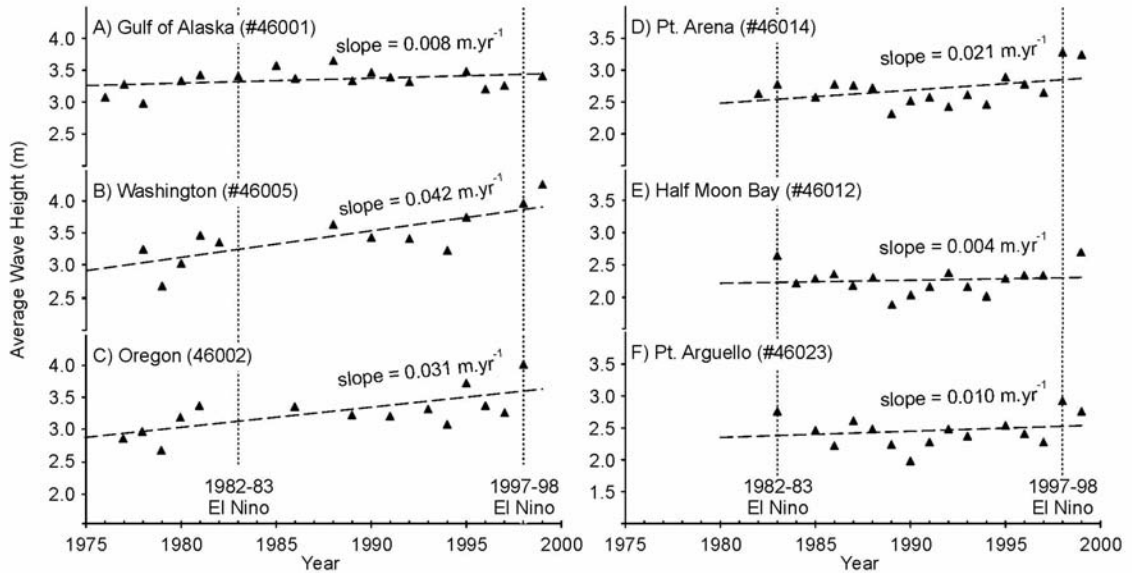 Average Wave Height (m)
A) Gulf of Alaska (#46001)
slope = 0.008 m.yr⁻¹
4.0
3.5
3.0
B) Washington (#46005)
slope = 0.042 m.yr⁻¹
4.0
3.5
3.0
2.5
C) Oregon (46002)
slope = 0.031 m.yr⁻¹
4.0
3.5
3.0
2.5
2.0
1982-83
El Nino
1997-98
El Nino
1975 1980 1985 1990 1995 2000
Year
D) Pt. Arena (#46014)
slope = 0.021 m.yr⁻¹
3.5
3.0
2.5
2.0
E) Half Moon Bay (#46012)
slope = 0.004 m.yr⁻¹
3.5
3.0
2.5
2.0
F) Pt. Arguello (#46023)
slope = 0.010 m.yr⁻¹
3.5
3.0
2.5
2.0
1.5
1982-83
El Nino
1997-98
El Nino
1975 1980 1985 1990 1995 2000
Year